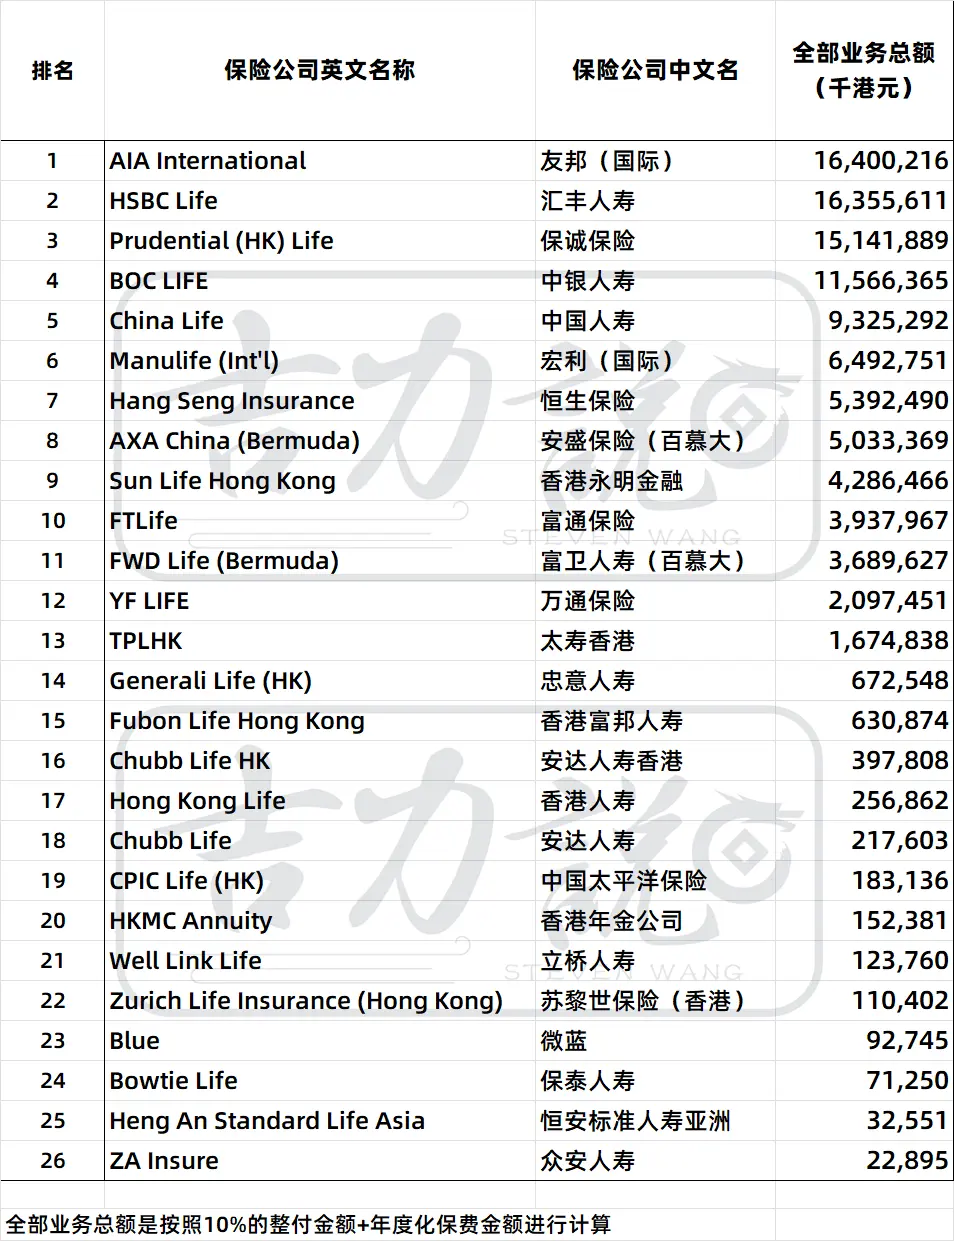 排名 保险公司英文名称 保险公司中文名 全部业务总额
（千港元）
1 AIA International 友邦（国际） 16,400,216
2 HSBC Life 汇丰人寿 16,355,611
3 Prudential (HK) Life 保诚保险 15,141,889
4 BOC LIFE 中银人寿 11,566,365
5 China Life 中国人寿 9,325,292
6 Manulife (Int'l) 宏利（国际） 6,492,751
7 Hang Seng Insurance 恒生保险 5,392,490
8 AXA China (Bermuda) 安盛保险（百慕大） 5,033,369
9 Sun Life Hong Kong 香港永明金融 4,286,466
10 FTLife 富通保险 3,937,967
11 FWD Life (Bermuda) 富卫人寿（百慕大） 3,689,627
12 YF LIFE 万通保险 2,097,451
13 TPLHK 太寿香港 1,674,838
14 Generali Life (HK) 忠意人寿 672,548
15 Fubon Life Hong Kong 香港富邦人寿 630,874
16 Chubb Life HK 安达人寿香港 397,808
17 Hong Kong Life 香港人寿 256,862
18 Chubb Life 安达人寿 217,603
19 CPIC Life (HK) 中国太平洋保险 183,136
20 HKMC Annuity 香港年金公司 152,381
21 Well Link Life 立桥人寿 123,760
22 Zurich Life Insurance (Hong Kong) 苏黎世保险（香港） 110,402
23 Blue 微蓝 92,745
24 Bowtie Life 保泰人寿 71,250
25 Heng An Standard Life Asia 恒安标准人寿亚洲 32,551
26 ZA Insure 众安人寿 22,895
全部业务总额是按照10%的整付金额+年度化保费金额进行计算
吉力說
STEVEN WANG
吉力說
STEVEN WANG